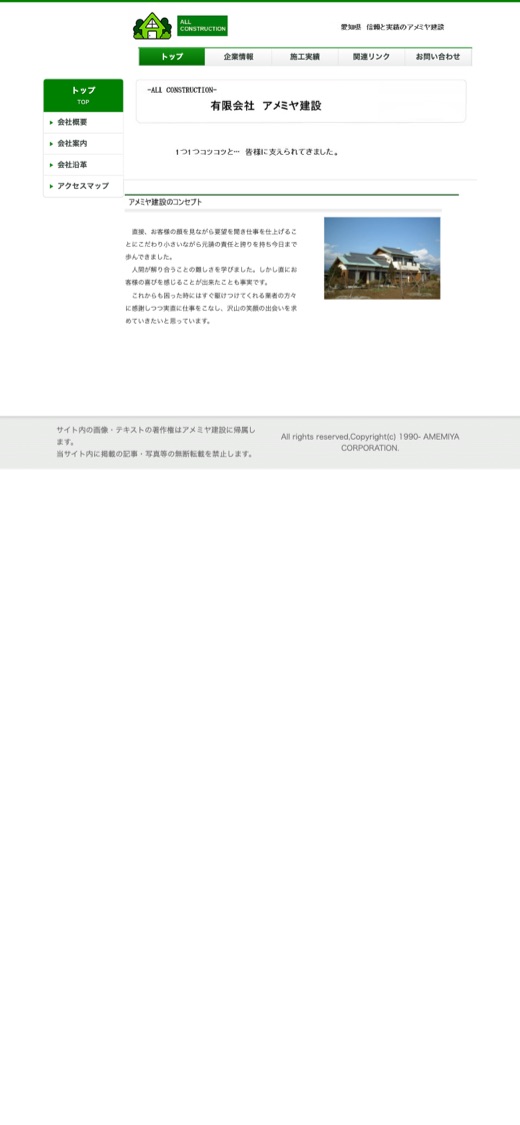 ALL
CONSTRUCTION
愛知県 信頼と実績のアメミヤ建設
トップ 企業情報 施工実績 関連リンク お問い合わせ
トップ
TOP
会社概要
会社案内
会社沿革
アクセスマップ
-ALL CONSTRUCTION-
有限会社 アメミヤ建設
1つ1つコツコツと… 皆様に支えられてきました。
アメミヤ建設のコンセプト
直接、お客様の顔を見ながら要望を聞き仕事を仕上げるこ
とにこだわり小さいながら元請の責任と誇りを持ち今日まで
歩んできました。
人間が解り合うことの難しさを学びました。しかし直にお
客様の喜びを感じることが出来たことも事実です。
これからも困った時にはすぐ駆けつけてくれる業者の方々
に感謝しつつ実直に仕事をこなし、沢山の笑顔の出会いを求
めていきたいと思っています。
サイト内の画像・テキストの著作権はアメミヤ建設に帰属し
ます。
当サイト内に掲載の記事・写真等の無断転載を禁止します。
All rights reserved,Copyright(c) 1990- AMEMIYA
CORPORATION.